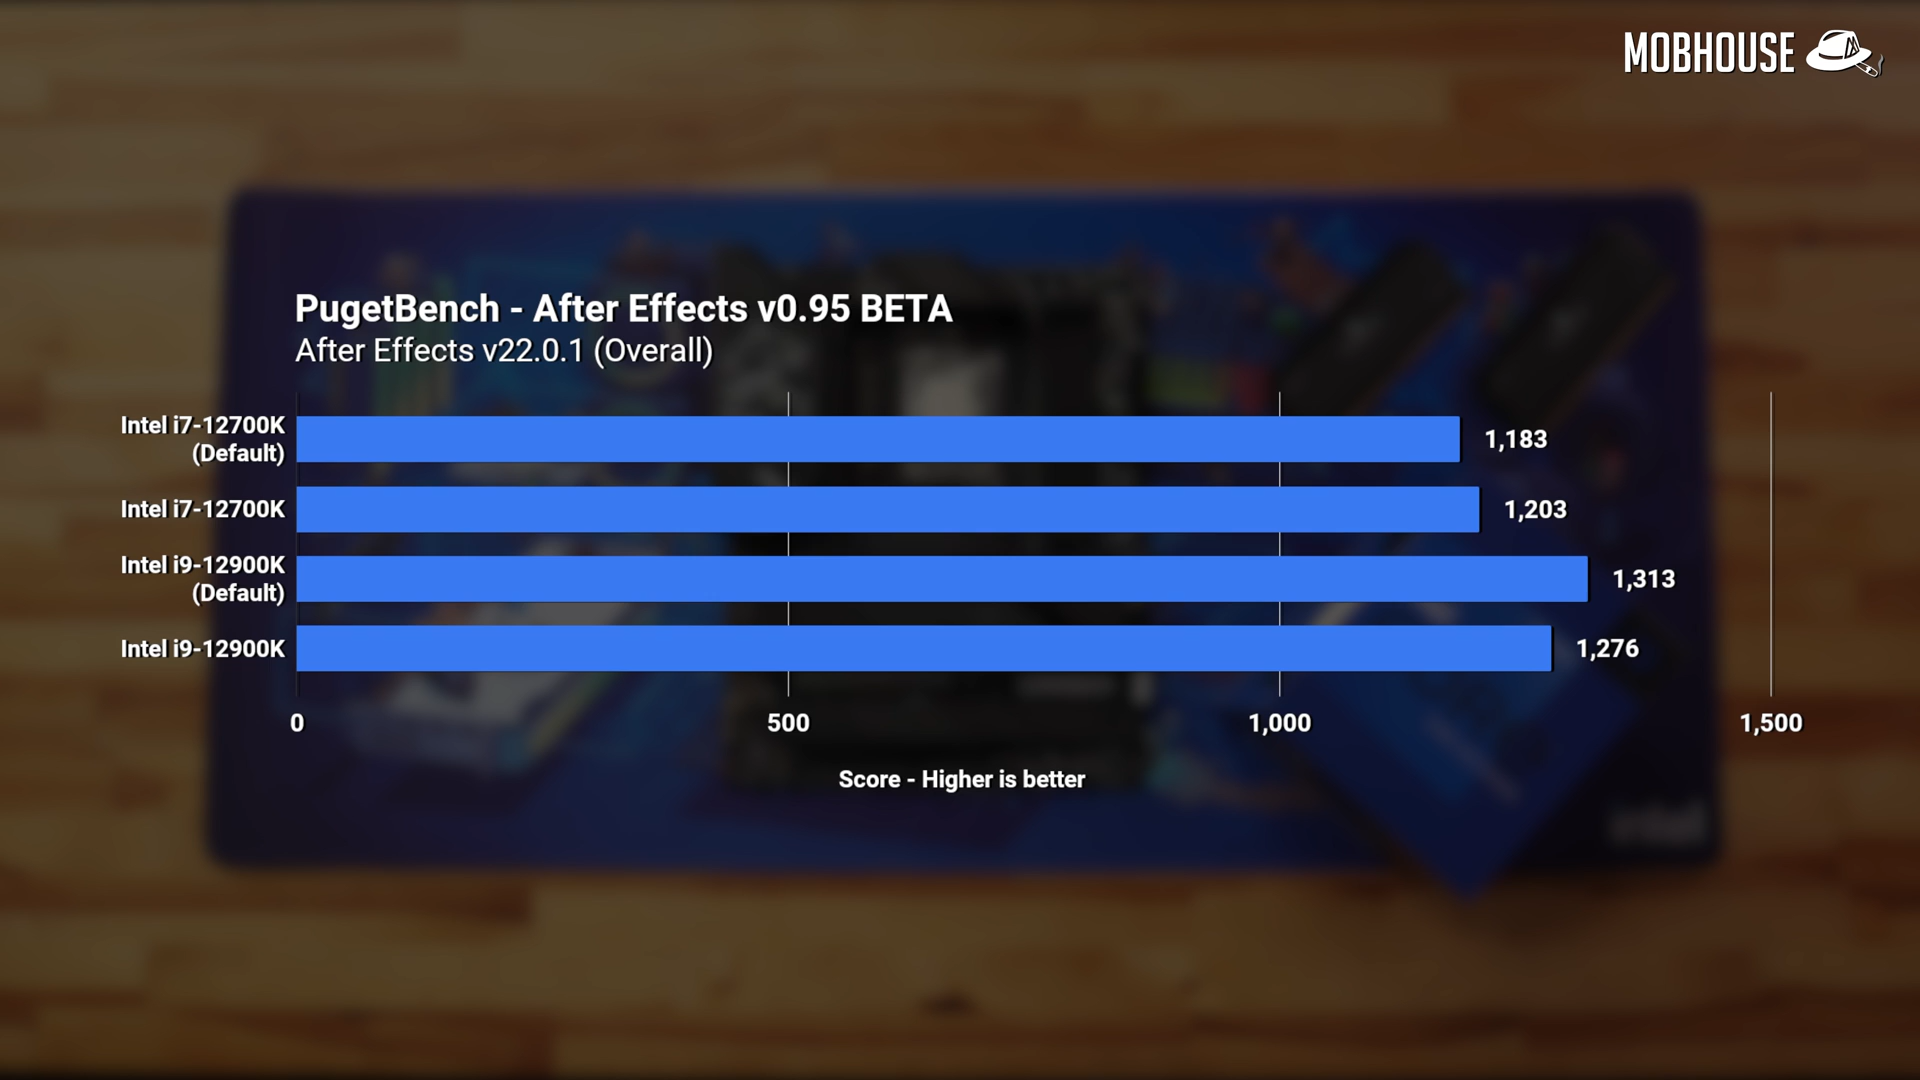 MOBHOUSE
PugetBench - After Effects v0.95 BETA
After Effects v22.0.1 (Overall)
Intel i7-12700K
(Default)
1,183
Intel i7-12700K
1,203
Intel i9-12900K
(Default)
1,313
Intel i9-12900K
1,276
0
500
1,000
1,500
Score - Higher is better
intel